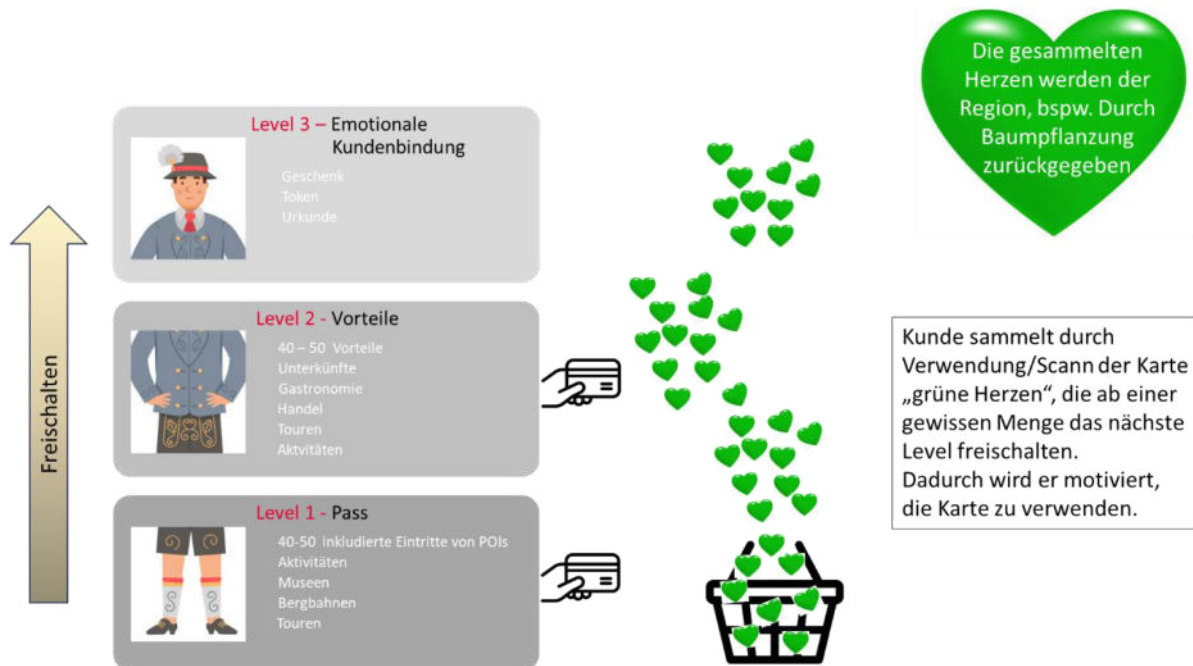 Die gesammelten
Herzen werden der
Region, bspw. Durch
Baumpflanzung
zurückgegeben
Level 3 – Emotionale
Kundenbindung
Geschenk
Token
Urkunde
Level 2 - Vorteile
40 – 50 Vorteile
Unterkünfte
Gastronomie
Handel
Touren
Aktvitäten
Level 1 - Pass
40-50 inkludierte Eintritte von POIs
Aktivitäten
Museen
Bergbahnen
Touren
Freischalten
Kunde sammelt durch
Verwendung/Scann der Karte
„grüne Herzen“, die ab einer
gewissen Menge das nächste
Level freischalten.
Dadurch wird er motiviert,
die Karte zu verwenden.